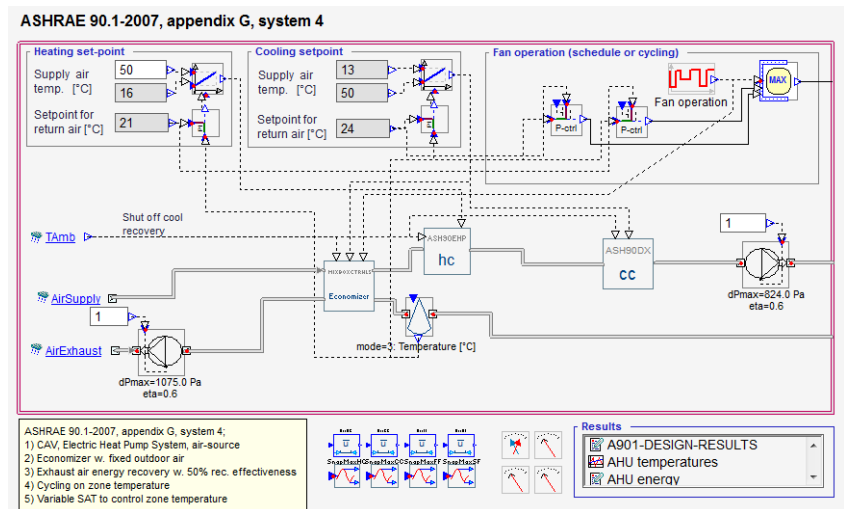 ASHRAE 90.1-2007, appendix G, system 4
Heating set-point
Supply air
temp. [°C]
50
16
Setpoint for
return air [°C]
21
Cooling setpoint
Supply air
temp. [°C]
13
50
Setpoint for
return air [°C]
24
Fan operation (schedule or cycling)
Fan operation
MAX
P-ctrl
P-ctrl
PI
PI
TAmb
Shut off cool
recovery
ASH90EHP
hc
ASH90DX
cc
1
dPmax=824.0 Pa
eta=0.6
Economizer
AirSupply
1
AirExhaust
mode=3: Temperature [°C]
dPmax=1075.0 Pa
eta=0.6
ASHRAE 90.1-2007, appendix G, system 4;
1) CAV, Electric Heat Pump System, air-source
2) Economizer w. fixed outdoor air
3) Exhaust air energy recovery w. 50% rec. effectiveness
4) Cycling on zone temperature
5) Variable SAT to control zone temperature
Results
A901-DESIGN-RESULTS
AHU temperatures
AHU energy